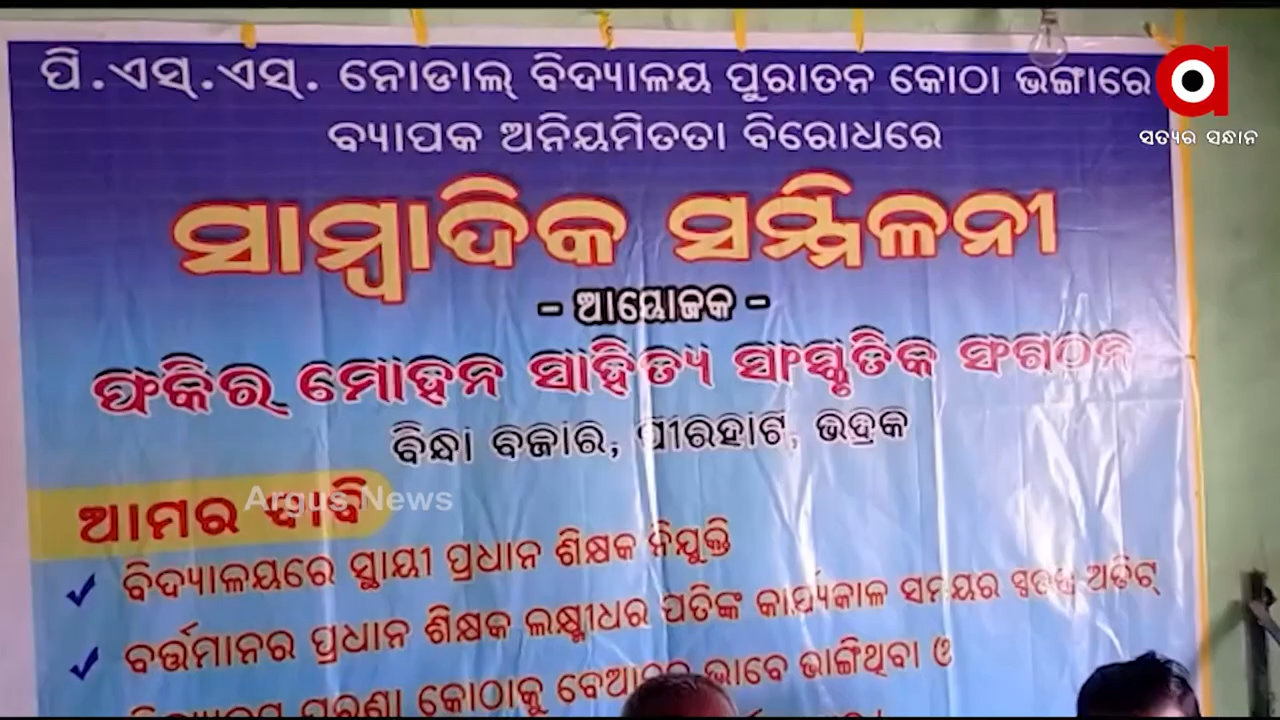 ପି.ଏସ୍.ଏସ୍. ନୋଡାଲ୍ ବିଦ୍ୟାଳୟ ପୁରାତନ କୋଠା ଭଙ୍ଗାରେ
ବ୍ୟାପକ ଅନିୟମିତତା ବିରୋଧରେ
ସତ୍ୟର ସନ୍ଧାନ
ସାମ୍ବାଦିକ ସମ୍ମିଳନୀ
- ଆୟୋଜକ -
ଫକିର ମୋହନ ସାହିତ୍ୟ ସାଂସ୍କୃତିକ ସଂଗଠନ
ବିନ୍ଧା ବଜାର, ପୀରହାଟ, ଭଦ୍ରକ
ଆମର ଦାବି
Argus News
ବିଦ୍ୟାଳୟରେ ସ୍ଥାୟୀ ପ୍ରଧାନ ଶିକ୍ଷକ ନିଯୁକ୍ତି
ବର୍ତ୍ତମାନର ପ୍ରଧାନ ଶିକ୍ଷକ ଲକ୍ଷ୍ମୀଧର ପତିଙ୍କ କାର୍ଯ୍ୟକାଳ ସମୟର ସ୍ୱତନ୍ତ୍ର ଅଡିଟ୍
କୋଠାକୁ ଭାବେ ଭାଙ୍ଗିଥିବା ଓ